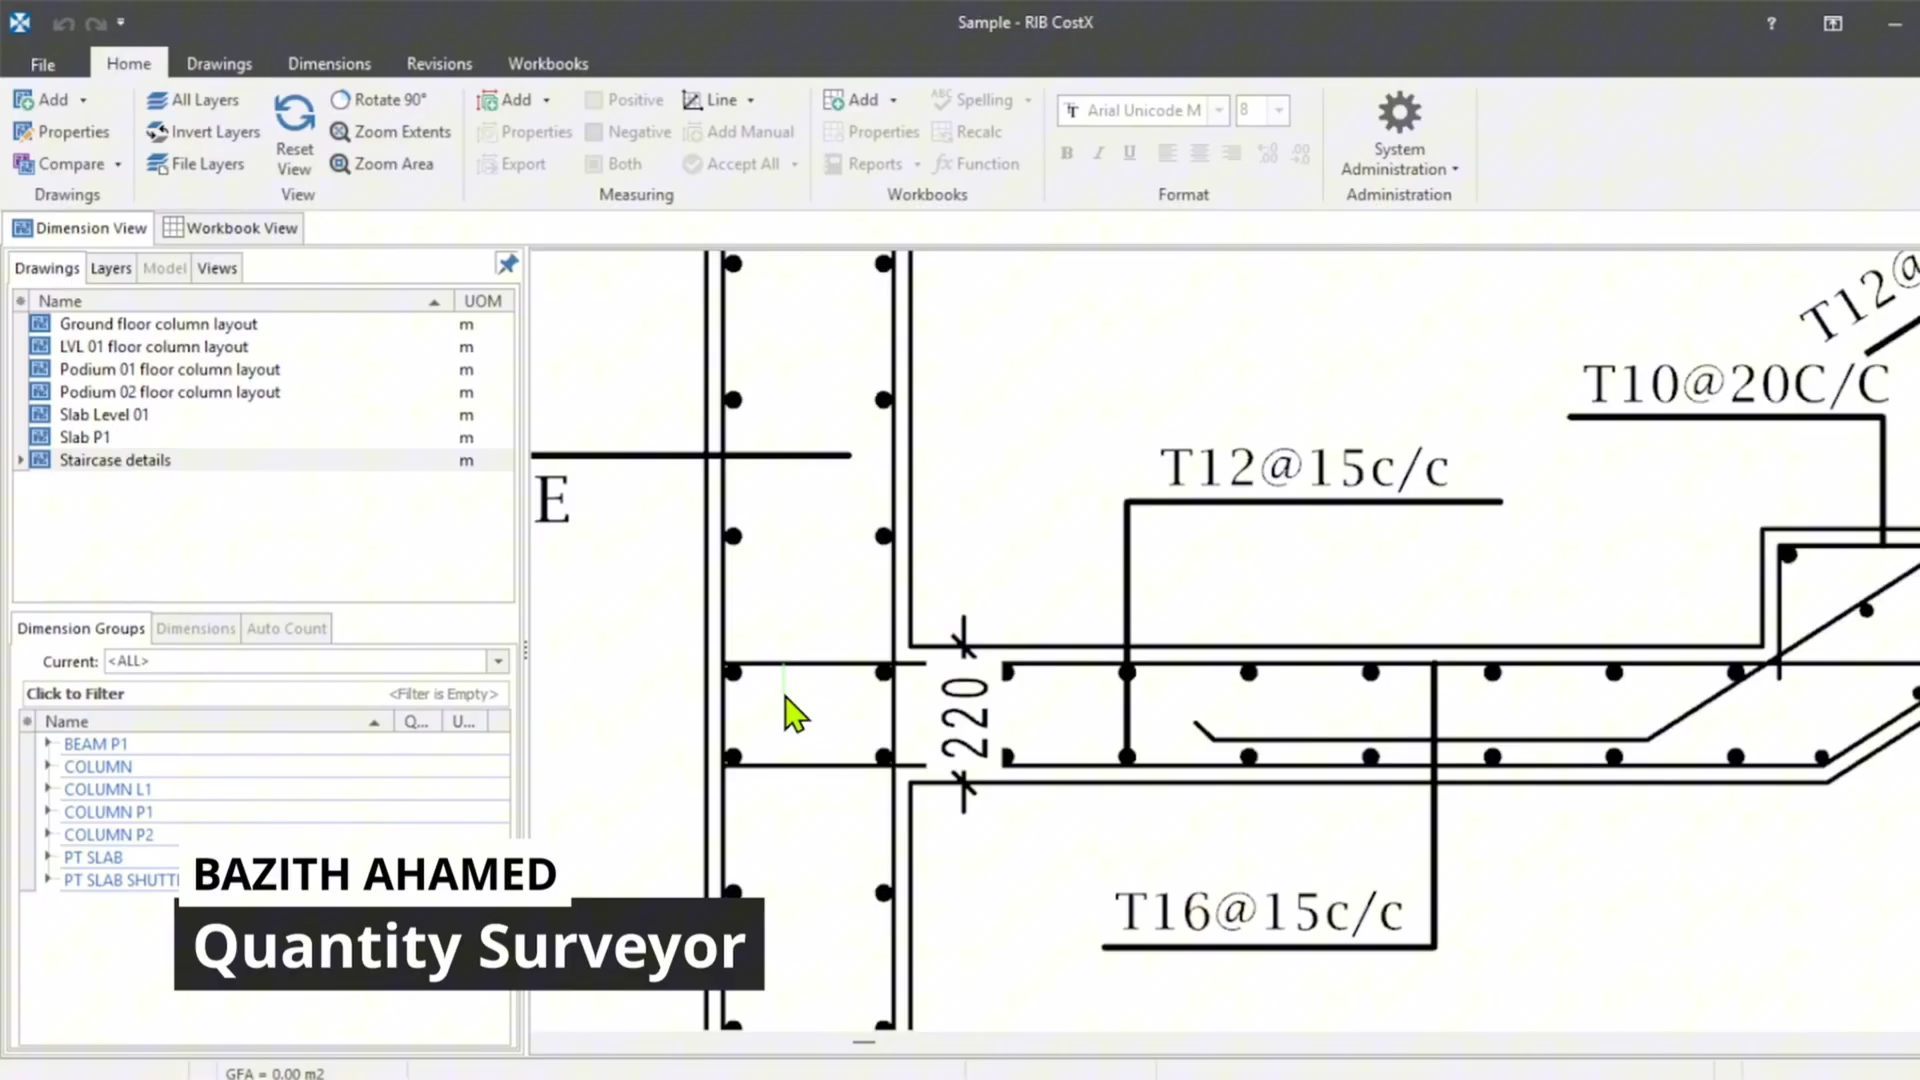 Sample - RIB CostX
?
File Home Drawings Dimensions Revisions Workbooks
Add All Layers Rotate 90° Add Positive Line Add Spelling Arial Unicode M 8
Properties Invert Layers Zoom Extents Properties Negative Add Manual Properties Recalc
Compare File Layers Reset View Zoom Area Export Both Accept All Reports fx Function B I U System Administration
Drawings View Measuring Workbooks Format Administration
Dimension View Workbook View
Drawings Layers Model Views
Name UOM
Ground floor column layout m
LVL 01 floor column layout m
Podium 01 floor column layout m
Podium 02 floor column layout m
Slab Level 01 m
Slab P1 m
Staircase details m
Dimension Groups Dimensions Auto Count
Current: <ALL>
Click to Filter <Filter is Empty>
Name Q... U...
BEAM P1
COLUMN
COLUMN L1
COLUMN P1
COLUMN P2
PT SLAB
PT SLAB SHUTT
BAZITH AHAMED
Quantity Surveyor
E
T12@
T10@20C/C
T12@15c/c
220
T16@15c/c
GFA = 0.00 m2